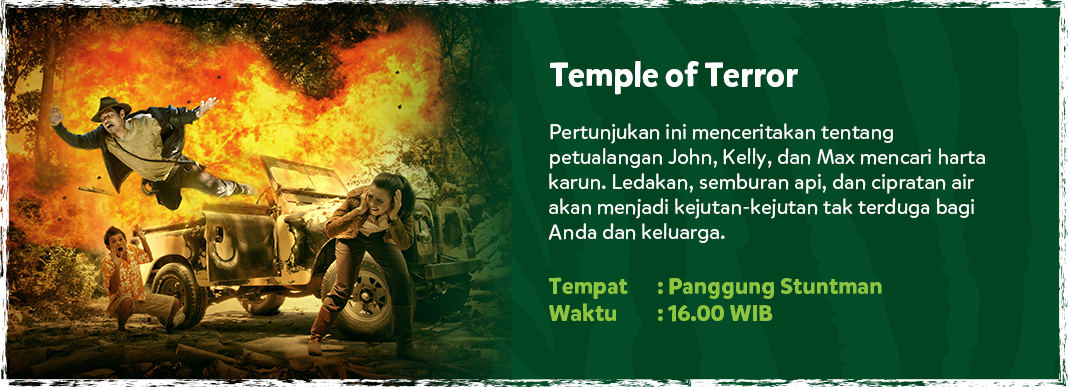 Temple of Terror
Pertunjukan ini menceritakan tentang
petualangan John, Kelly, dan Max mencari harta
karun. Ledakan, semburan api, dan cipratan air
akan menjadi kejutan-kejutan tak terduga bagi
Anda dan keluarga.
Tempat : Panggung Stuntman
Waktu : 16.00 WIB